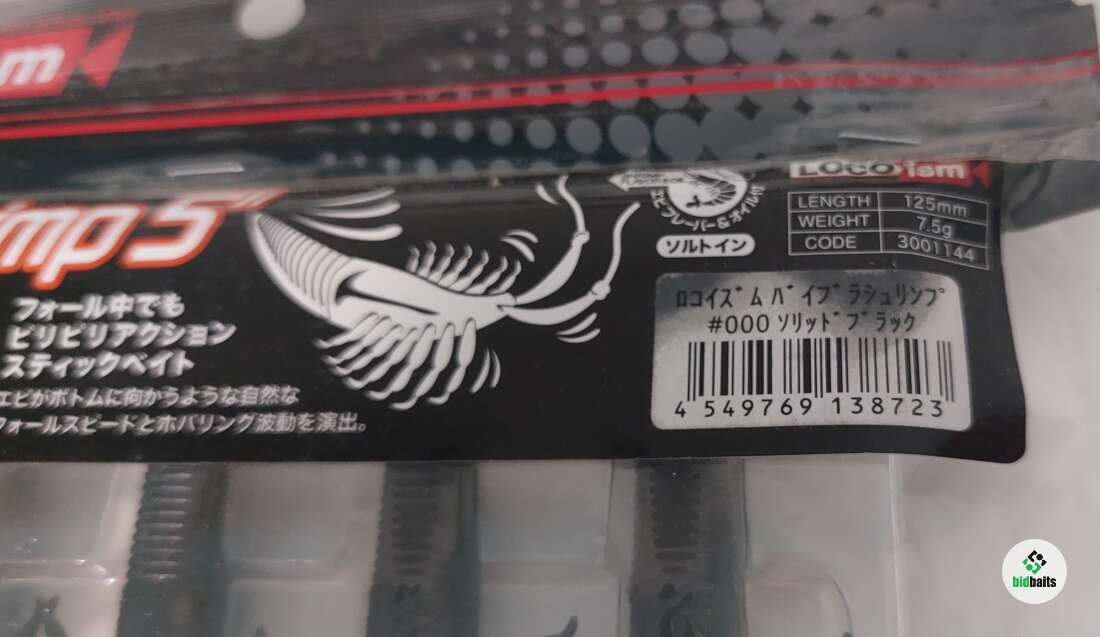 m
mp 5"
フォール中でも
ピリピリアクション
スティックベイト
エビがボトムに向かうような自然な
フォールスピードとホバリング波動を演出。
エビフレーバー&オイル付
ソルトイン
LOCO ism
LENGTH 125mm
WEIGHT 7.5g
CODE 3001144
ロコイズム バイブラシュリンプ
#000 ソリッドブラック
4 549769 138723
bidbaits